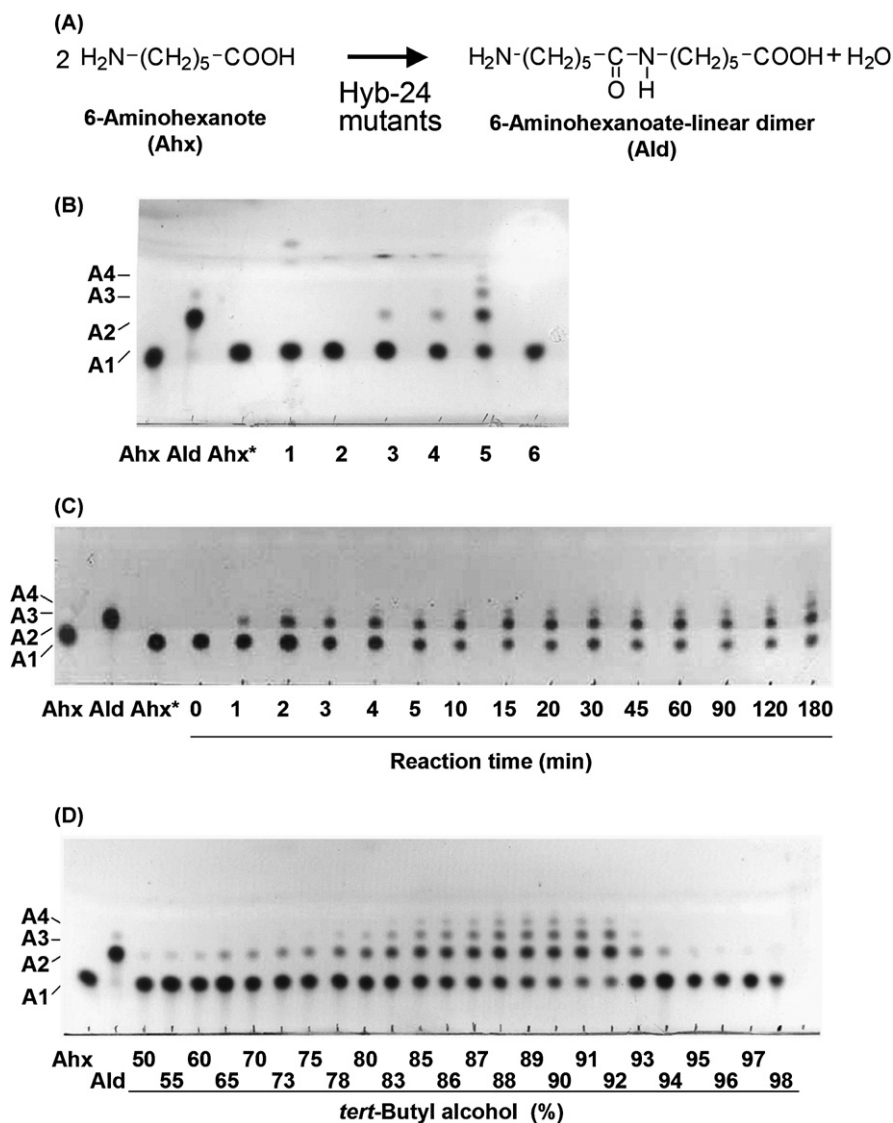 (A)
2 H₂N-(CH₂)₅-COOH
H₂N-(CH₂)₅-C-N-(CH₂)₅-COOH+H₂O
O H
Hyb-24
mutants
6-Aminohexanote
(Ahx)
6-Aminohexanoate-linear dimer
(Ald)
(B)
A4
A3
A2
A1
Ahx Ald Ahx* 1 2 3 4 5 6
(C)
A4
A3
A2
A1
Ahx Ald Ahx* 0 1 2 3 4 5 10 15 20 30 45 60 90 120 180
Reaction time (min)
(D)
A4
A3
A2
A1
Ahx 50 60 70 75 80 85 87 89 91 93 95 97
Ald 55 65 73 78 83 86 88 90 92 94 96 98
tert-Butyl alcohol (%)